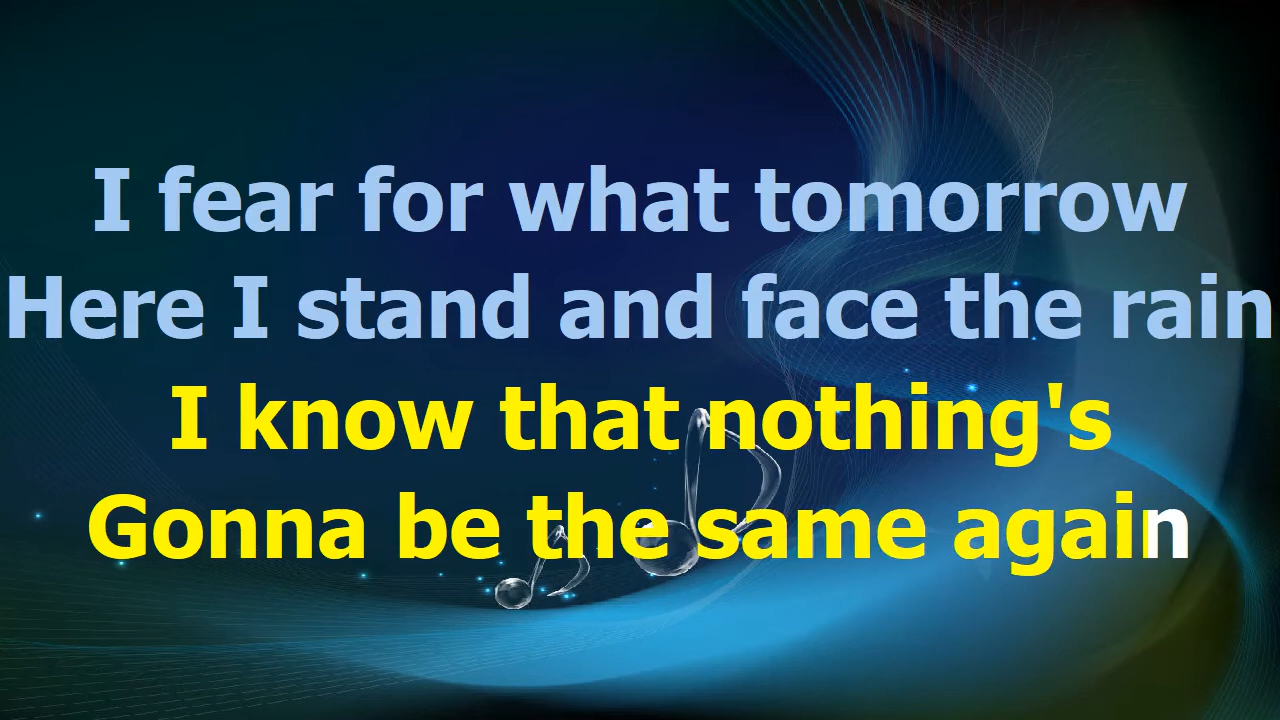 I fear for what tomorrow
Here I stand and face the rain
I know that nothing's
Gonna be the same again